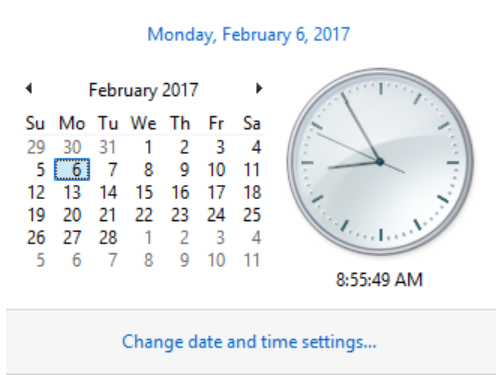 Monday, February 6, 2017
February 2017
Su Mo Tu We Th Fr Sa
29 30 31 1 2 3 4
5 6 7 8 9 10 11
12 13 14 15 16 17 18
19 20 21 22 23 24 25
26 27 28 1 2 3 4
5 6 7 8 9 10 11
8:55:49 AM
Change date and time settings...